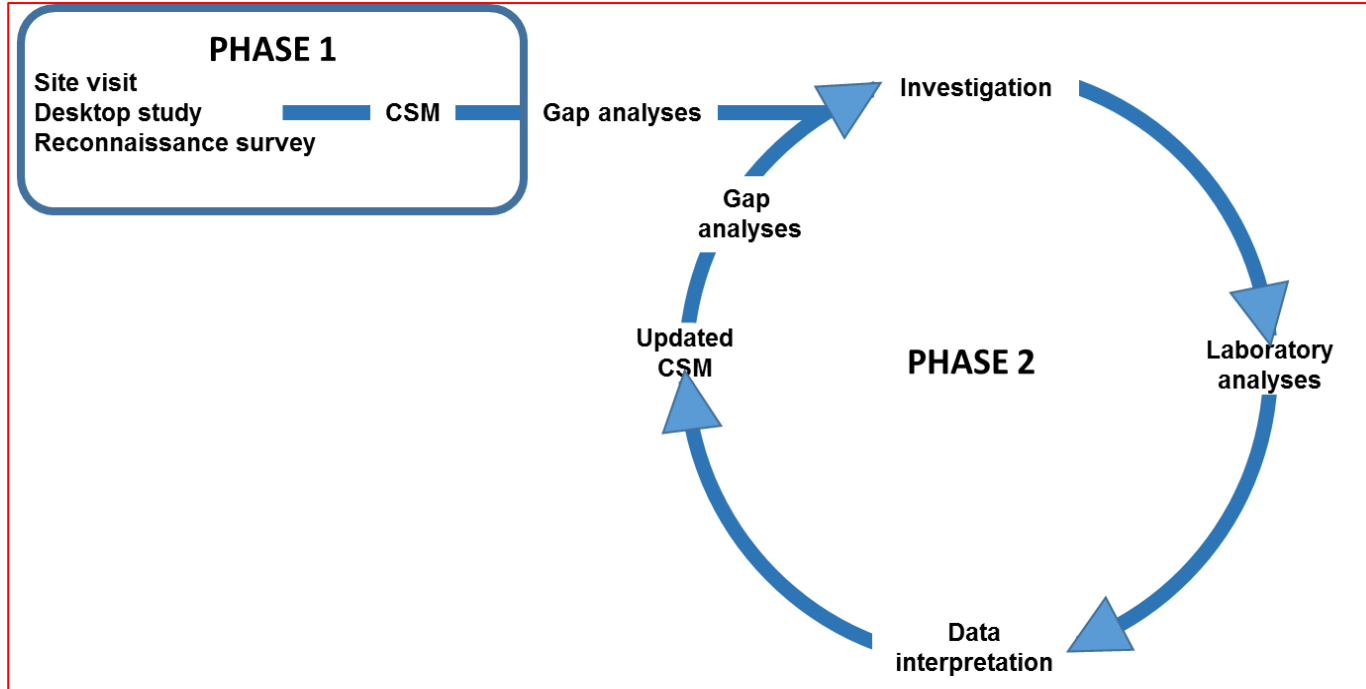 PHASE 1
Site visit
Desktop study
Reconnaissance survey
CSM
Gap analyses
Investigation
Gap
analyses
Updated
CSM
PHASE 2
Laboratory
analyses
Data
interpretation